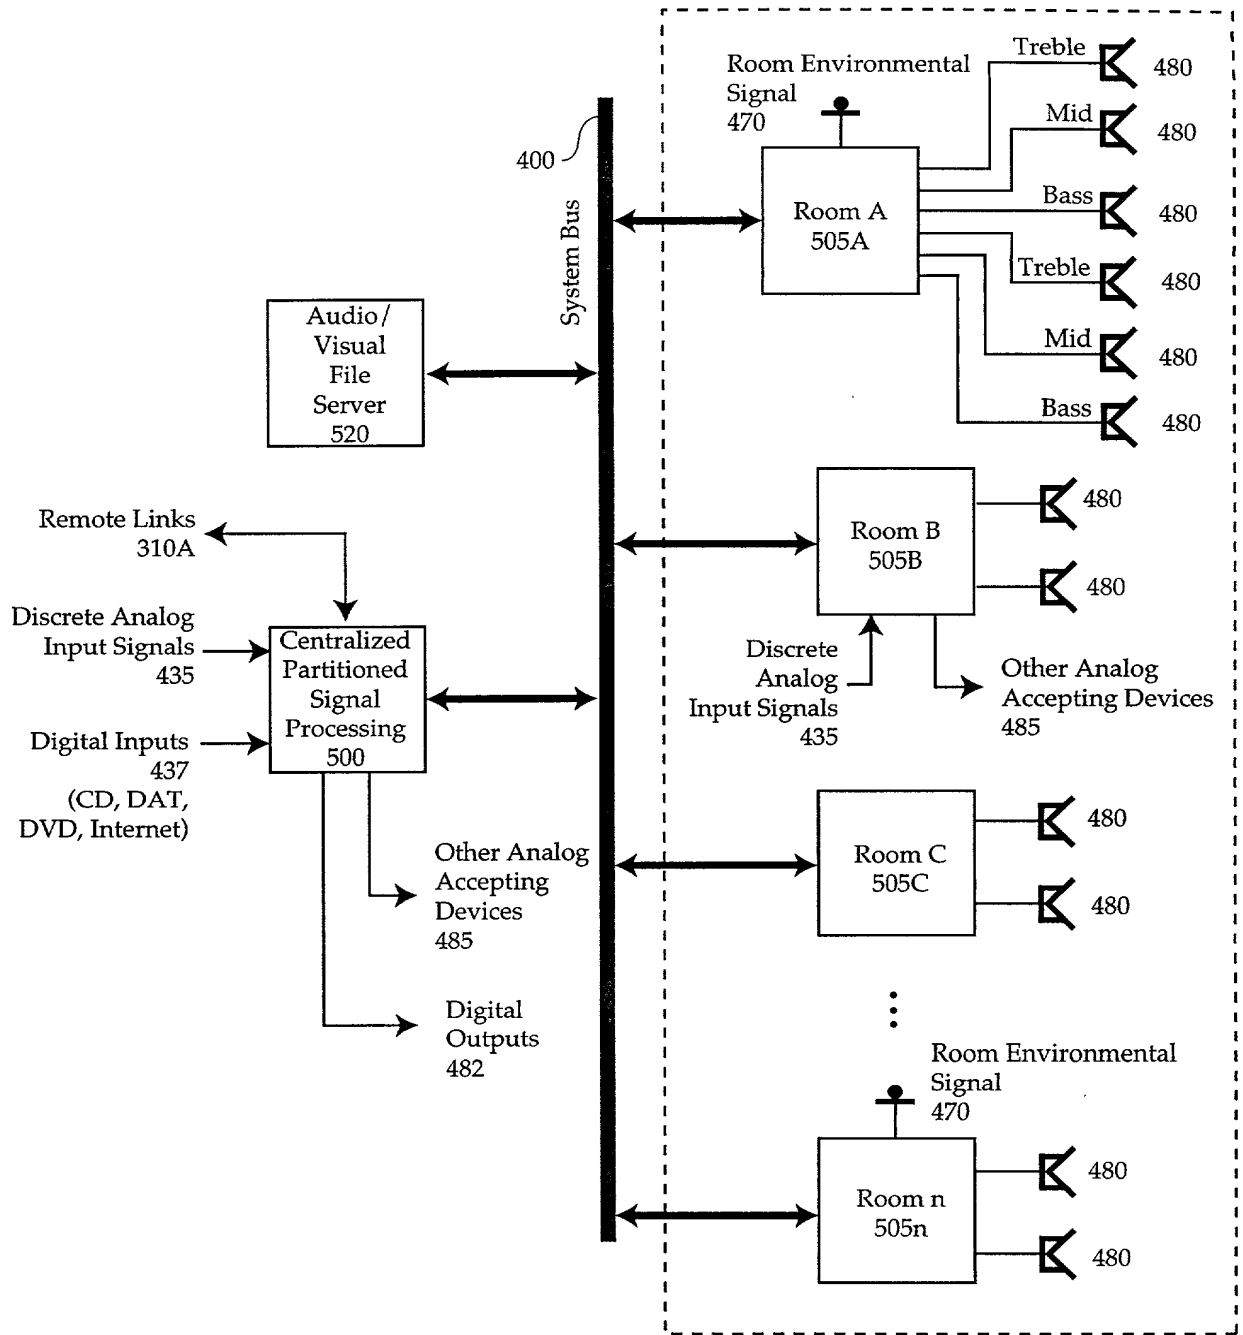 Room Environmental
Signal
470
Treble
480
Mid
480
Bass
480
Treble
480
Mid
480
Bass
480
Room A
505A
400
System Bus
Audio/
Visual
File
Server
520
Remote Links
310A
Discrete Analog
Input Signals
435
Digital Inputs
437
(CD, DAT,
DVD, Internet)
Centralized
Partitioned
Signal
Processing
500
Other Analog
Accepting
Devices
485
Digital
Outputs
482
Room B
505B
480
480
Discrete
Analog
Input Signals
435
Other Analog
Accepting Devices
485
Room C
505C
480
480
Room Environmental
Signal
470
Room n
505n
480
480